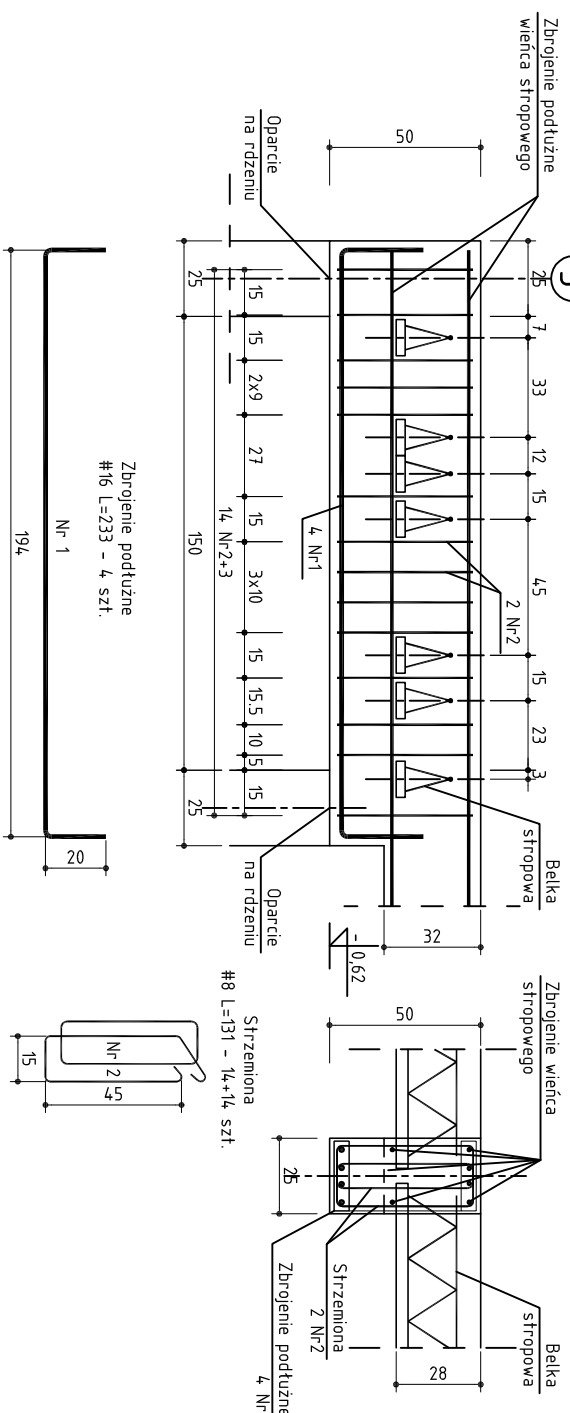 Zbrojenie podłużne
wieńca stropowego
50
Oparcie
na rdzeniu
25
7
33
12
15
45
15
23
3
2 Nr2
Belka
stropowa
4 Nr1
25
15
15
2x9
27
15
3x10
15
15.5
10
5
15
25
14 Nr2+3
150
Oparcie
na rdzeniu
32
- 0,62
Zbrojenie podłużne
#16 L=233 - 4 szt.
Nr 1
194
20
Zbrojenie wieńca
stropowego
50
25
Belka
stropowa
28
Strzemiona
2 Nr2
Zbrojenie podłużne
4 Nr
Strzemiona
#8 L=131 - 14+14 szt.
Nr 2
15
45